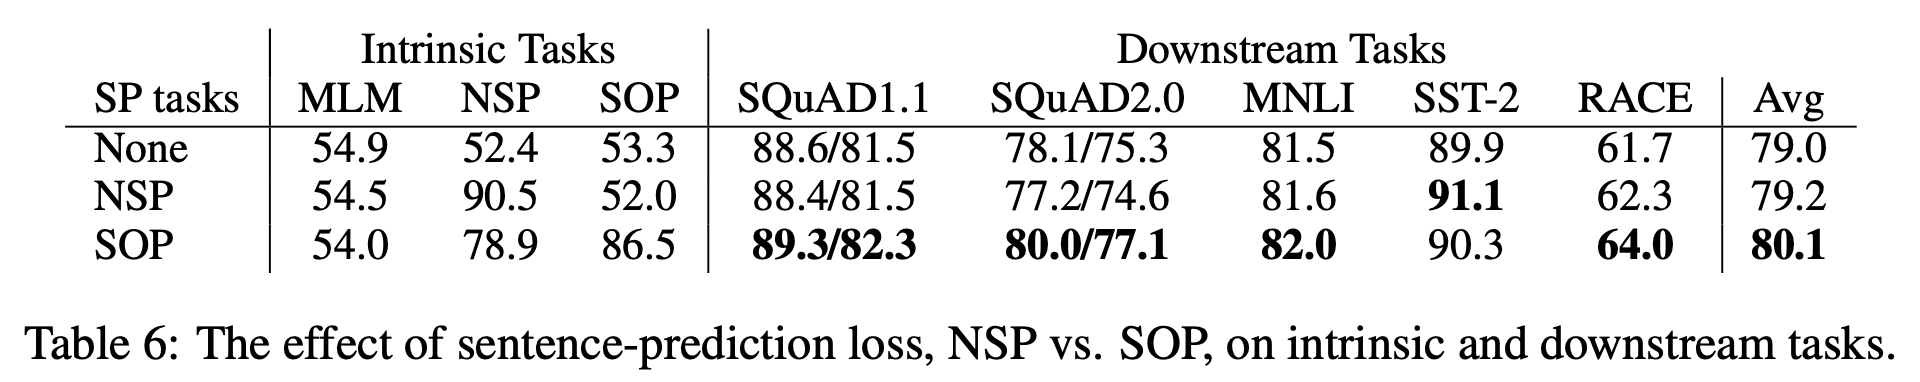 Intrinsic Tasks Downstream Tasks
SP tasks MLM NSP SOP SQuAD1.1 SQuAD2.0 MNLI SST-2 RACE Avg
None 54.9 52.4 53.3 88.6/81.5 78.1/75.3 81.5 89.9 61.7 79.0
NSP 54.5 90.5 52.0 88.4/81.5 77.2/74.6 81.6 91.1 62.3 79.2
SOP 54.0 78.9 86.5 89.3/82.3 80.0/77.1 82.0 90.3 64.0 80.1
Table 6: The effect of sentence-prediction loss, NSP vs. SOP, on intrinsic and downstream tasks.